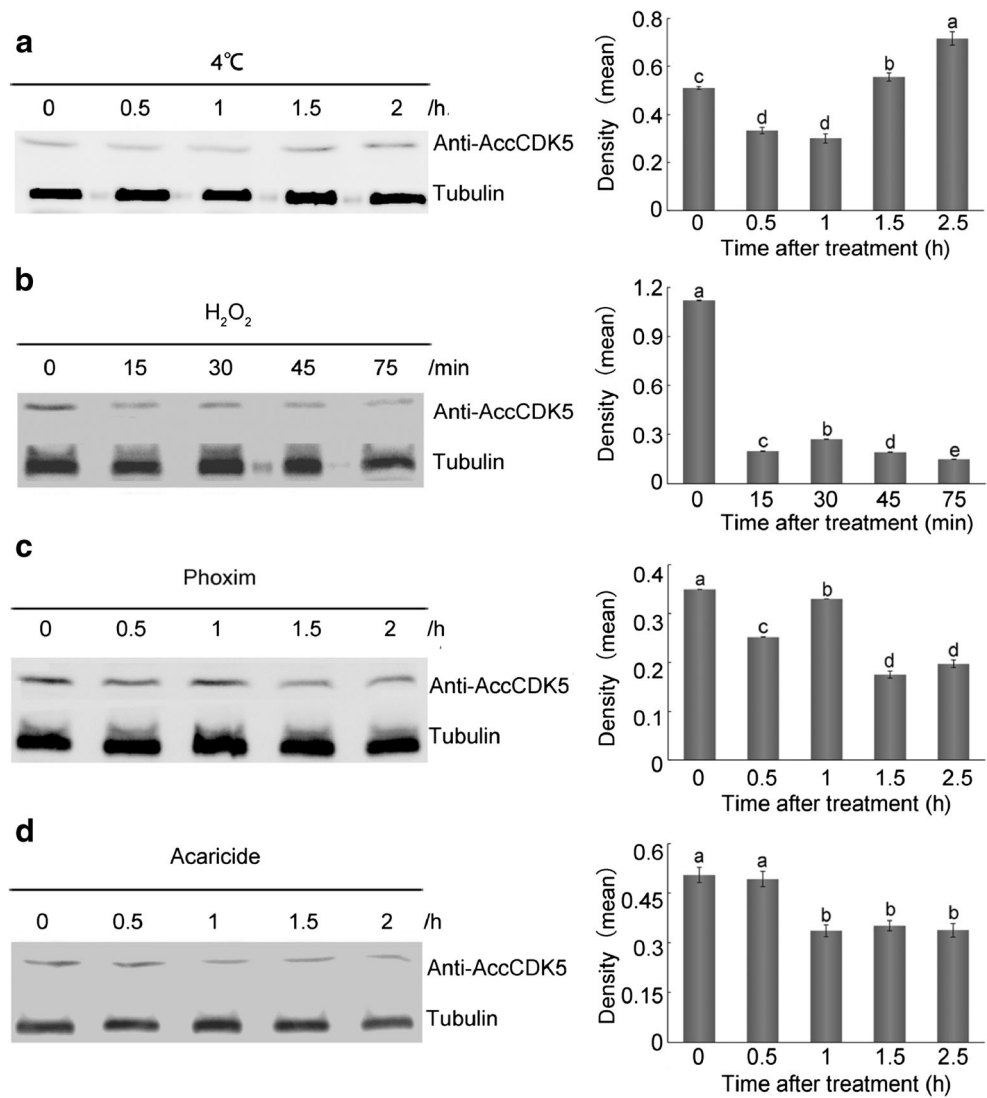 a
4℃
0 0.5 1 1.5 2 /h
Anti-AccCDK5
Tubulin
Density (mean)
0.8
0.6
0.4
0.2
0
c d d b a
0 0.5 1 1.5 2.5
Time after treatment (h)
b
H₂O₂
0 15 30 45 75 /min
Anti-AccCDK5
Tubulin
Density (mean)
1.2
0.9
0.6
0.3
0
a c b d e
0 15 30 45 75
Time after treatment (min)
c
Phoxim
0 0.5 1 1.5 2 /h
Anti-AccCDK5
Tubulin
Density (mean)
0.4
0.3
0.2
0.1
0
a c b d d
0 0.5 1 1.5 2.5
Time after treatment (h)
d
Acaricide
0 0.5 1 1.5 2 /h
Anti-AccCDK5
Tubulin
Density (mean)
0.6
0.45
0.3
0.15
0
a a b b b
0 0.5 1 1.5 2.5
Time after treatment (h)